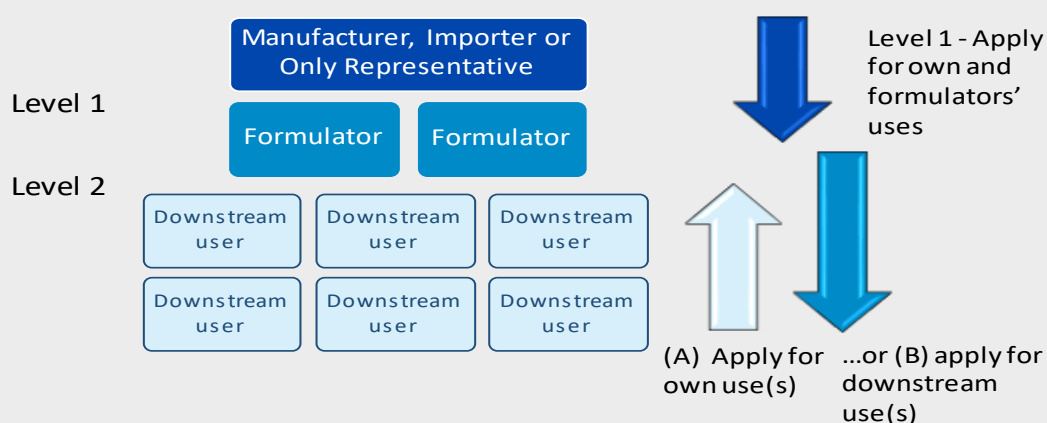 Manufacturer, Importer or
Only Representative
Level 1 - Apply
for own and
formulators'
uses
Level 1
Formulator
Formulator
Level 2
Downstream
user
Downstream
user
Downstream
user
Downstream
user
Downstream
user
Downstream
user
(A) Apply for
own use(s)
...or (B) apply for
downstream
use(s)